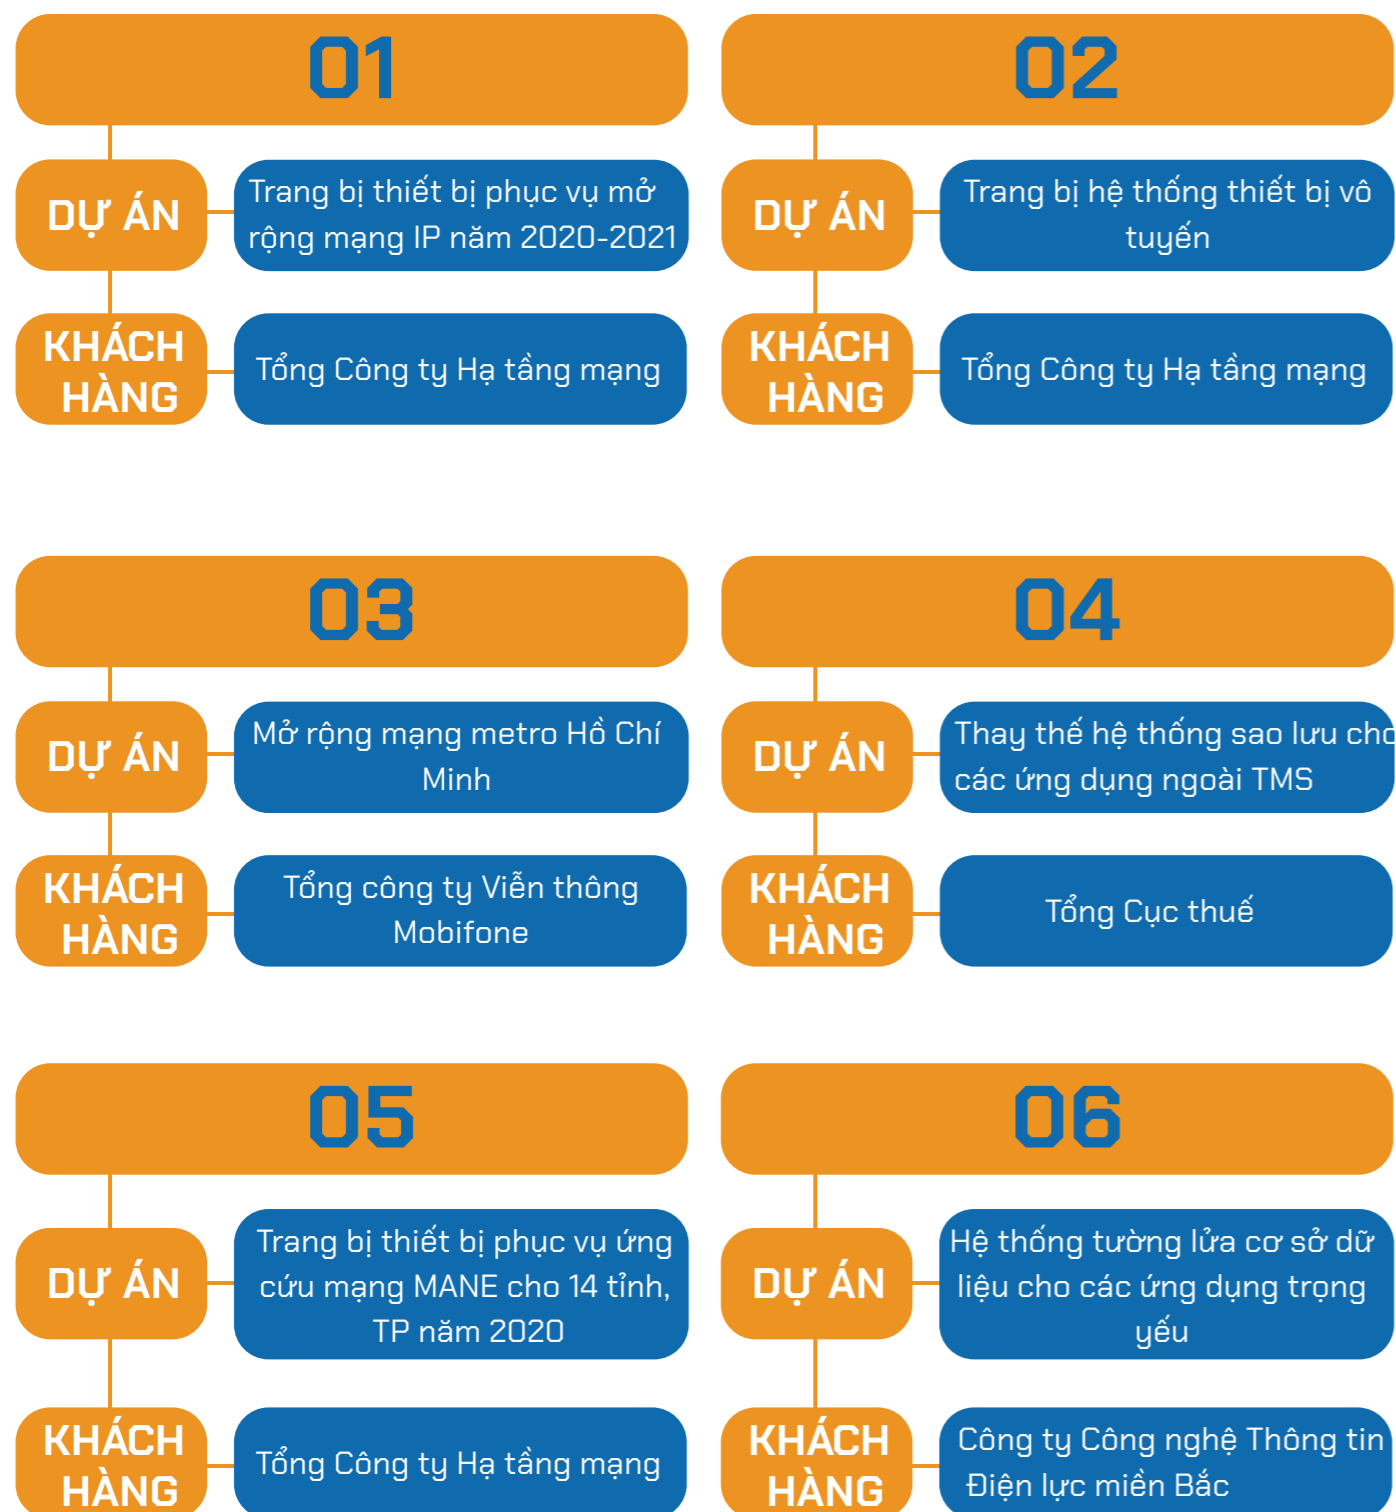 01
DỰ ÁN
Trang bị thiết bị phục vụ mở
rộng mạng IP năm 2020-2021
KHÁCH
HÀNG
Tổng Công ty Hạ tầng mạng
02
DỰ ÁN
Trang bị hệ thống thiết bị vô
tuyến
KHÁCH
HÀNG
Tổng Công ty Hạ tầng mạng
03
DỰ ÁN
Mở rộng mạng metro Hồ Chí
Minh
KHÁCH
HÀNG
Tổng công ty Viễn thông
Mobifone
04
DỰ ÁN
Thay thế hệ thống sao lưu cho
các ứng dụng ngoài TMS
KHÁCH
HÀNG
Tổng Cục thuế
05
DỰ ÁN
Trang bị thiết bị phục vụ ứng
cứu mạng MANE cho 14 tỉnh,
TP năm 2020
KHÁCH
HÀNG
Tổng Công ty Hạ tầng mạng
06
DỰ ÁN
Hệ thống tường lửa cơ sở dữ
liệu cho các ứng dụng trọng
yếu
KHÁCH
HÀNG
Công ty Công nghệ Thông tin
Điện lực miền Bắc